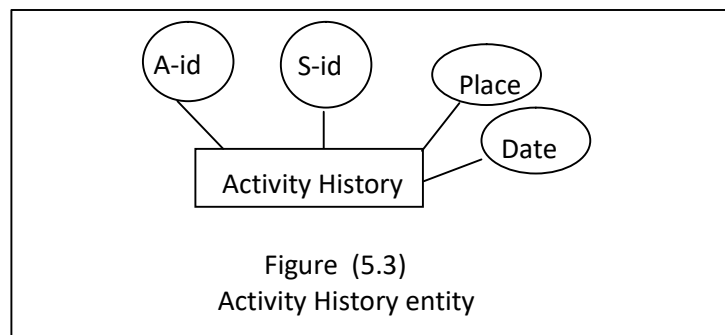 A-id
S-id
Place
Date
Activity History
Figure (5.3)
Activity History entity